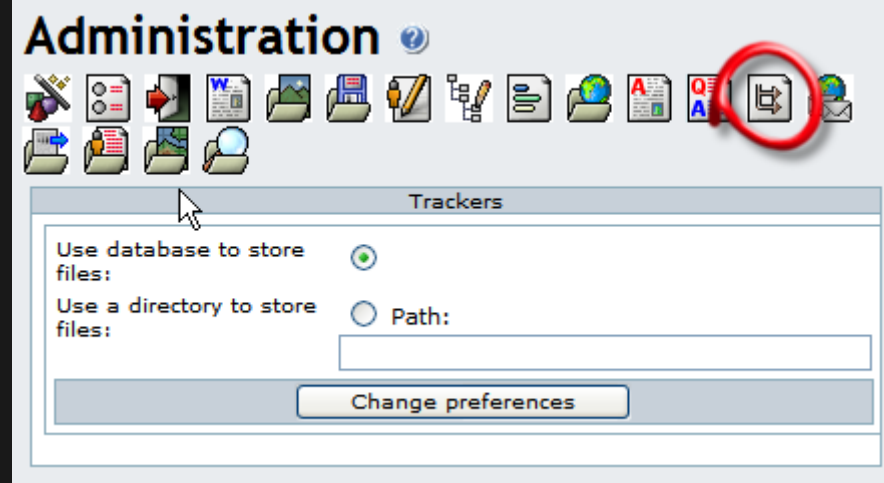 Administration
W
A
Q
A
Trackers
Use database to store
files:
Use a directory to store
files:
Path:
Change preferences